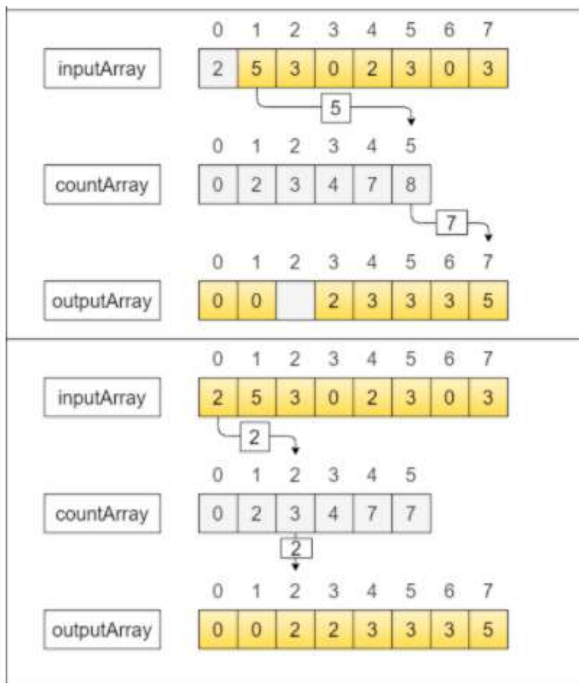 0 1 2 3 4 5 6 7
inputArray 2 5 3 0 2 3 0 3
5
0 1 2 3 4 5
countArray 0 2 3 4 7 8
7
0 1 2 3 4 5 6 7
outputArray 0 0 2 3 3 3 5
0 1 2 3 4 5 6 7
inputArray 2 5 3 0 2 3 0 3
2
0 1 2 3 4 5
countArray 0 2 3 4 7 7
2
0 1 2 3 4 5 6 7
outputArray 0 0 2 2 3 3 3 5